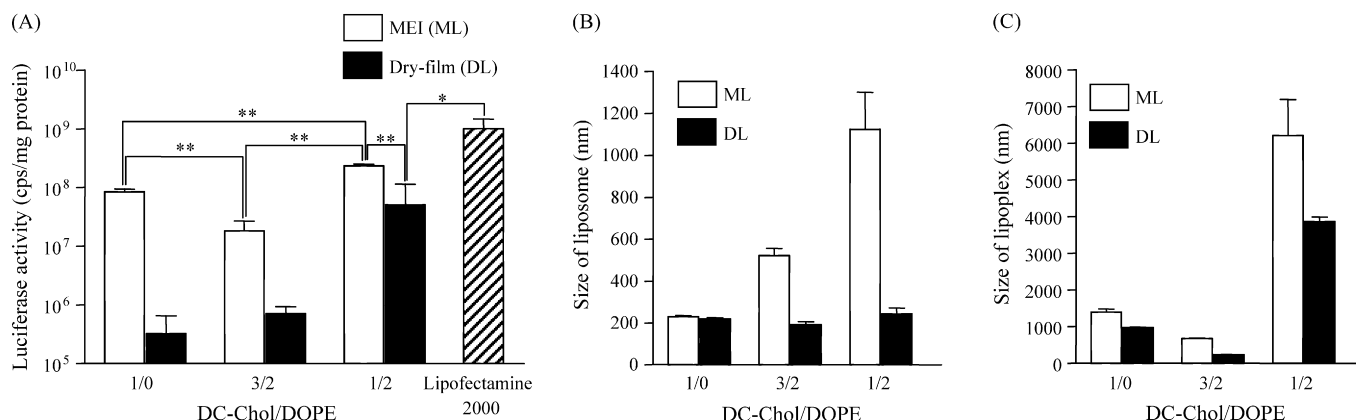 (A)
MEI (ML)
Dry-film (DL)
Luciferase activity (cps/mg protein)
10^10
10^9
10^8
10^7
10^6
10^5
**
**
**
**
*
1/0
3/2
1/2
Lipofectamine
2000
DC-Chol/DOPE
(B)
ML
DL
Size of liposome (nm)
1400
1200
1000
800
600
400
200
0
1/0
3/2
1/2
DC-Chol/DOPE
(C)
ML
DL
Size of lipoplex (nm)
8000
7000
6000
5000
4000
3000
2000
1000
0
1/0
3/2
1/2
DC-Chol/DOPE